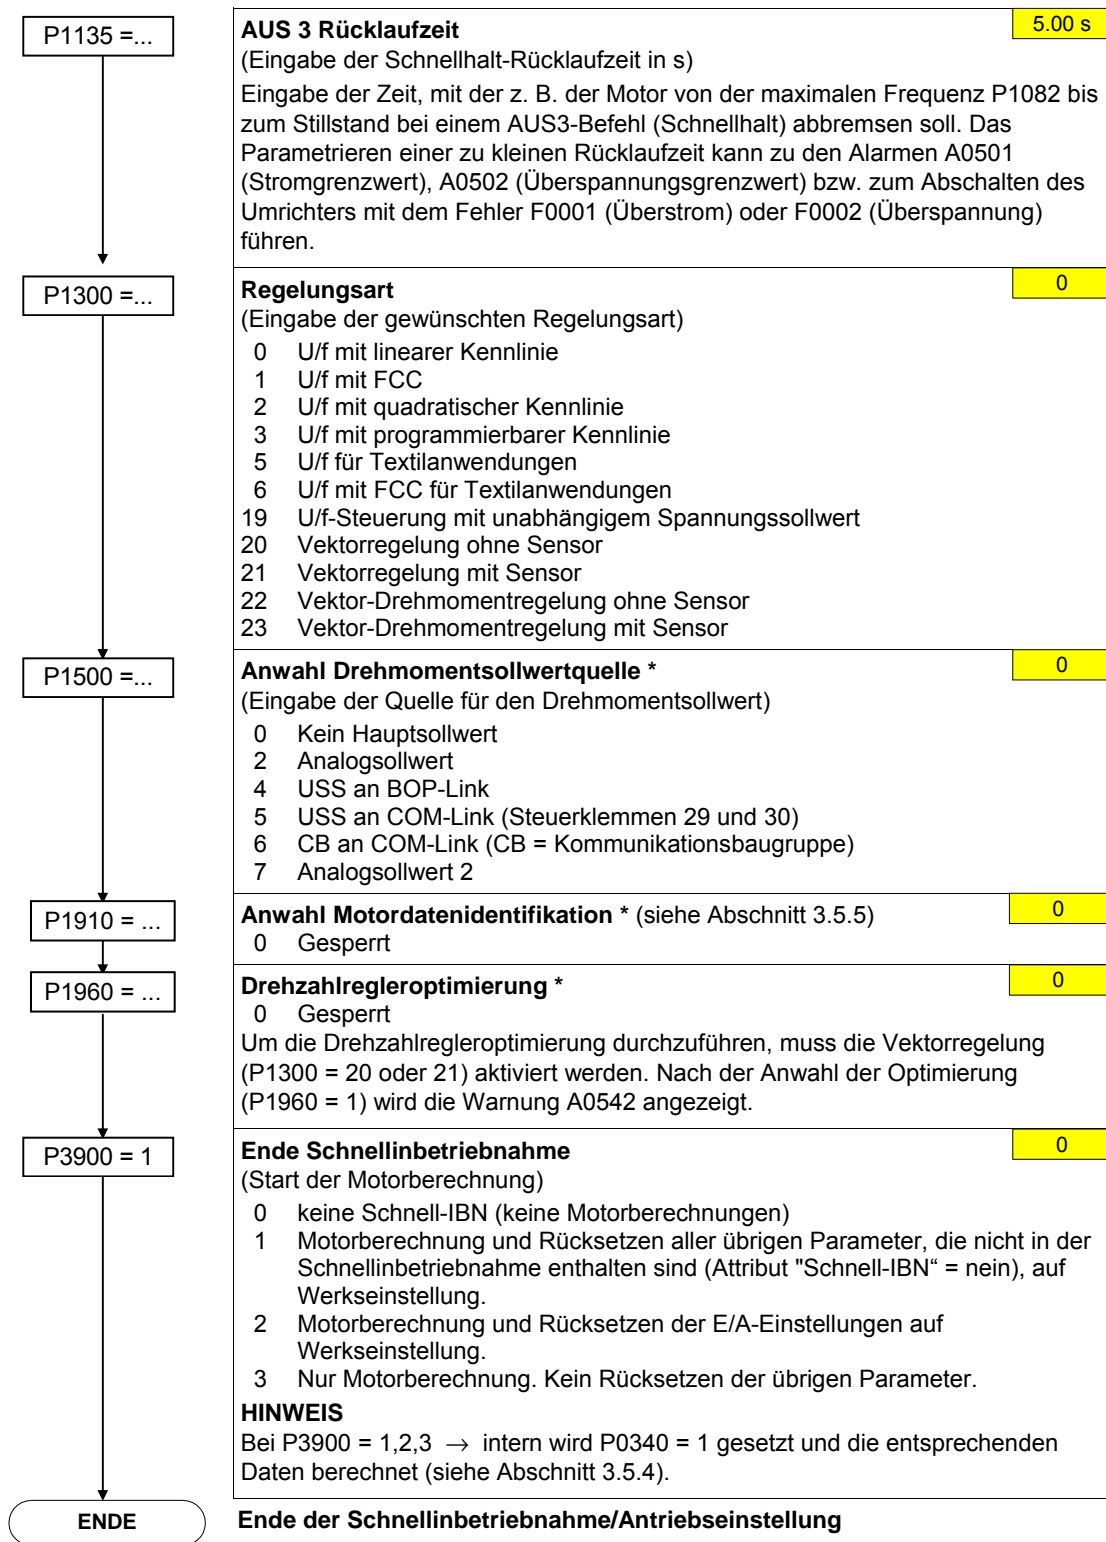 P1135 =...
AUS 3 Rücklaufzeit
5.00 s
(Eingabe der Schnellhalt-Rücklaufzeit in s)
Eingabe der Zeit, mit der z. B. der Motor von der maximalen Frequenz P1082 bis
zum Stillstand bei einem AUS3-Befehl (Schnellhalt) abbremsen soll. Das
Parametrieren einer zu kleinen Rücklaufzeit kann zu den Alarmen A0501
(Stromgrenzwert), A0502 (Überspannungsgrenzwert) bzw. zum Abschalten des
Umrichters mit dem Fehler F0001 (Überstrom) oder F0002 (Überspannung)
führen.
P1300 =...
Regelungsart
0
(Eingabe der gewünschten Regelungsart)
0 U/f mit linearer Kennlinie
1 U/f mit FCC
2 U/f mit quadratischer Kennlinie
3 U/f mit programmierbarer Kennlinie
5 U/f für Textilanwendungen
6 U/f mit FCC für Textilanwendungen
19 U/f-Steuerung mit unabhängigem Spannungssollwert
20 Vektorregelung ohne Sensor
21 Vektorregelung mit Sensor
22 Vektor-Drehmomentregelung ohne Sensor
23 Vektor-Drehmomentregelung mit Sensor
P1500 =...
Anwahl Drehmomentsollwertquelle *
0
(Eingabe der Quelle für den Drehmomentsollwert)
0 Kein Hauptsollwert
2 Analogsollwert
4 USS an BOP-Link
5 USS an COM-Link (Steuerklemmen 29 und 30)
6 CB an COM-Link (CB = Kommunikationsbaugruppe)
7 Analogsollwert 2
P1910 = ...
Anwahl Motordatenidentifikation * (siehe Abschnitt 3.5.5)
0
0 Gesperrt
P1960 = ...
Drehzahlregleroptimierung *
0
0 Gesperrt
Um die Drehzahlregleroptimierung durchzuführen, muss die Vektorregelung
(P1300 = 20 oder 21) aktiviert werden. Nach der Anwahl der Optimierung
(P1960 = 1) wird die Warnung A0542 angezeigt.
P3900 = 1
Ende Schnellinbetriebnahme
0
(Start der Motorberechnung)
0 keine Schnell-IBN (keine Motorberechnungen)
1 Motorberechnung und Rücksetzen aller übrigen Parameter, die nicht in der
Schnellinbetriebnahme enthalten sind (Attribut "Schnell-IBN“ = nein), auf
Werkseinstellung.
2 Motorberechnung und Rücksetzen der E/A-Einstellungen auf
Werkseinstellung.
3 Nur Motorberechnung. Kein Rücksetzen der übrigen Parameter.
HINWEIS
Bei P3900 = 1,2,3 → intern wird P0340 = 1 gesetzt und die entsprechenden
Daten berechnet (siehe Abschnitt 3.5.4).
ENDE
Ende der Schnellinbetriebnahme/Antriebseinstellung